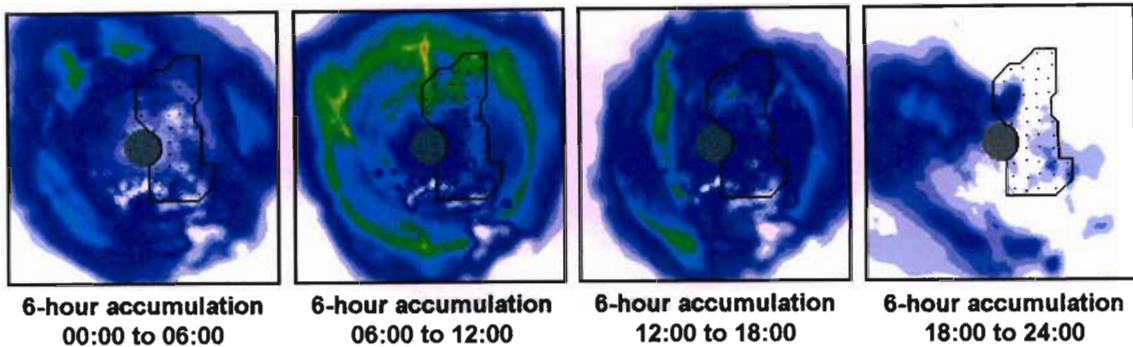 6-hour accumulation
00:00 to 06:00
6-hour accumulation
06:00 to 12:00
6-hour accumulation
12:00 to 18:00
6-hour accumulation
18:00 to 24:00